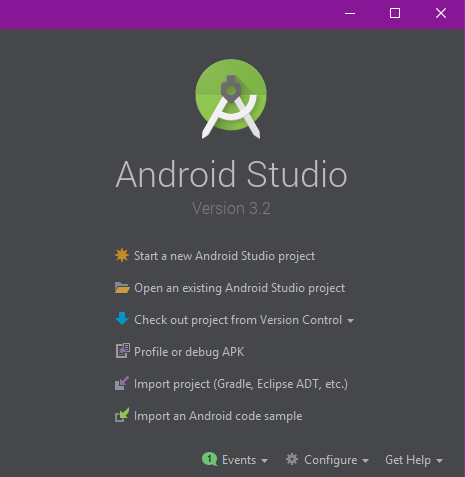 Android Studio
Version 3.2
Start a new Android Studio project
Open an existing Android Studio project
Check out project from Version Control
Profile or debug APK
Import project (Gradle, Eclipse ADT, etc.)
Import an Android code sample
1 Events Configure Get Help